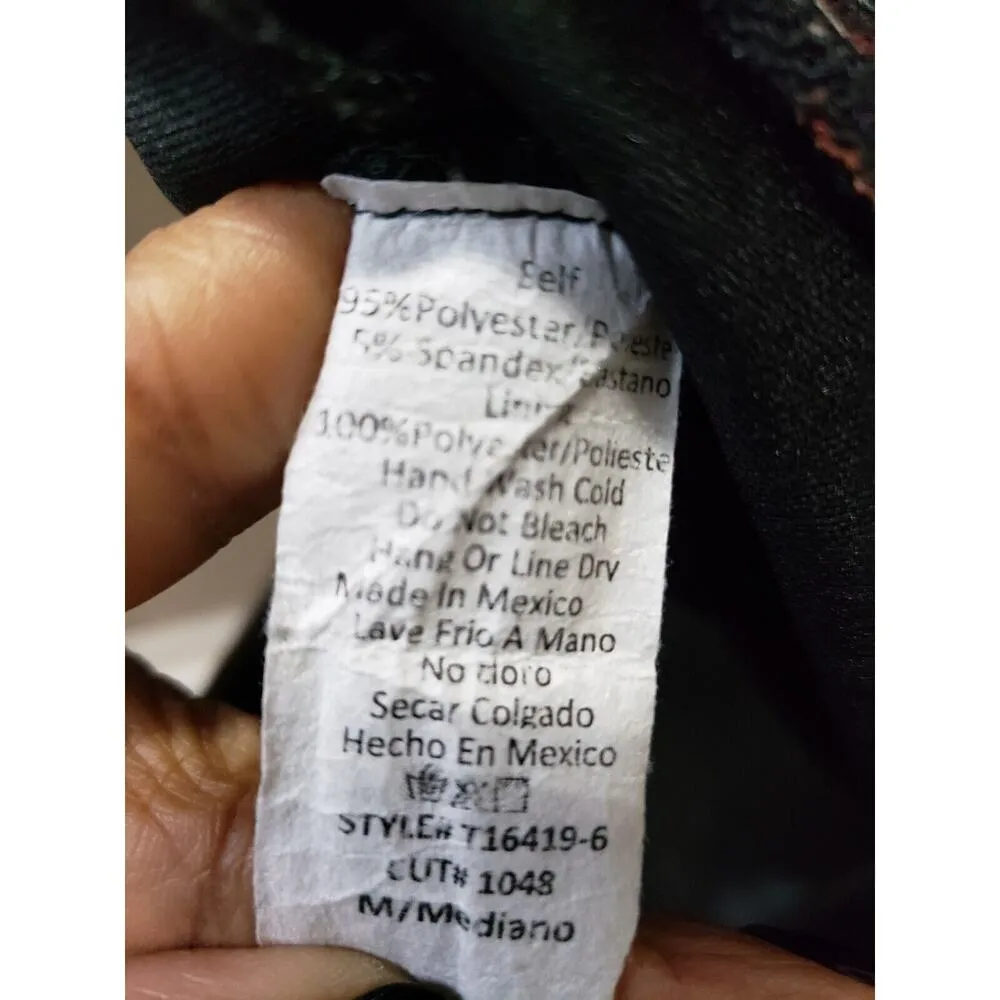 Self
95%Polyester/Polieste
5% Spandex/Elastano
Lining
100%Polyester/Polieste
Hand Wash Cold
Do Not Bleach
Hang Or Line Dry
Made In Mexico
Lave Frio A Mano
No cloro
Secar Colgado
Hecho En Mexico
STYLE# T16419-6
CUT# 1048
M/Mediano